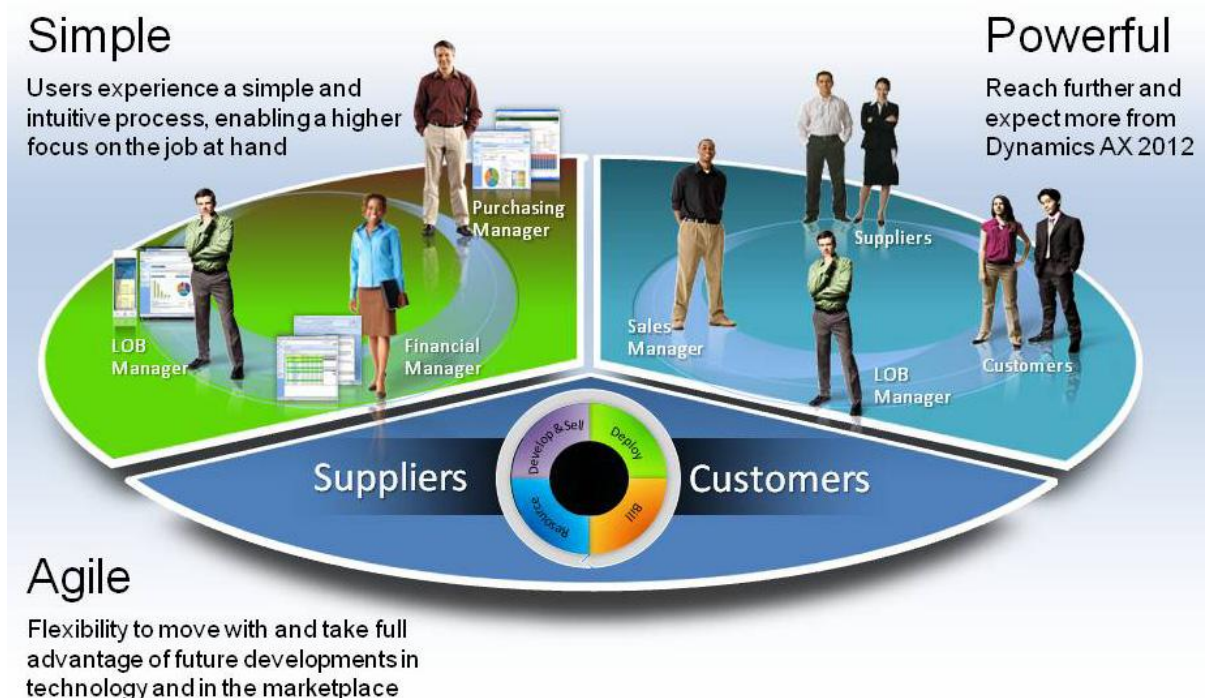 Simple
Users experience a simple and
intuitive process, enabling a higher
focus on the job at hand
Powerful
Reach further and
expect more from
Dynamics AX 2012
Purchasing
Manager
LOB
Manager
Financial
Manager
Suppliers
Sales
Manager
LOB
Manager
Customers
Suppliers
Develop & Sell
Deploy
Resource
Bill
Customers
Agile
Flexibility to move with and take full
advantage of future developments in
technology and in the marketplace